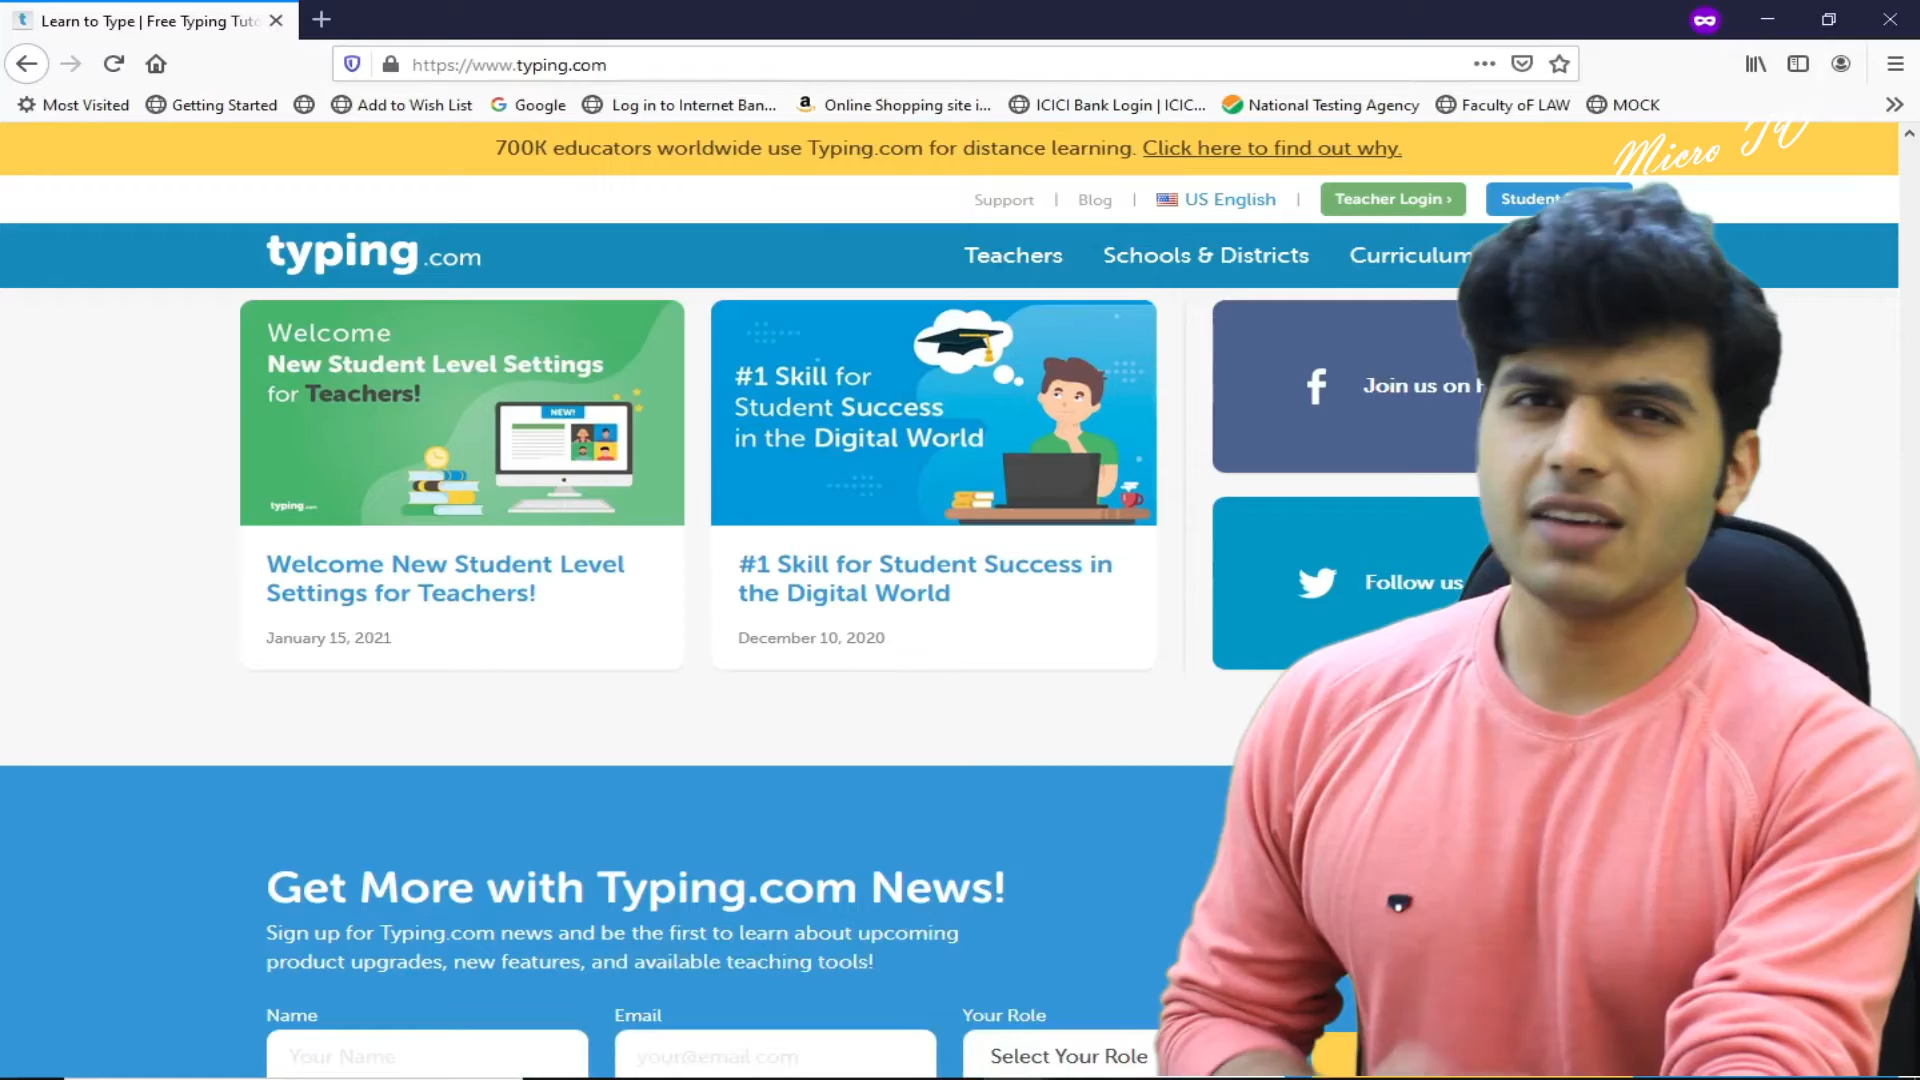 Learn to Type | Free Typing Tuto
https://www.typing.com
Most Visited
Getting Started
Add to Wish List
Google
Log in to Internet Ban...
Online Shopping site i...
ICICI Bank Login | ICIC...
National Testing Agency
Faculty oF LAW
MOCK
700K educators worldwide use Typing.com for distance learning. Click here to find out why.
Micro
Support | Blog | US English | Teacher Login › Student
typing.com
Teachers Schools & Districts Curriculum
Welcome
New Student Level Settings
for Teachers!
NEW!
typing.com
#1 Skill for
Student Success
in the Digital World
Join us on
Welcome New Student Level
Settings for Teachers!
January 15, 2021
#1 Skill for Student Success in
the Digital World
December 10, 2020
Follow us
Get More with Typing.com News!
Sign up for Typing.com news and be the first to learn about upcoming
product upgrades, new features, and available teaching tools!
Name Email Your Role
Your Name your@email.com Select Your Role